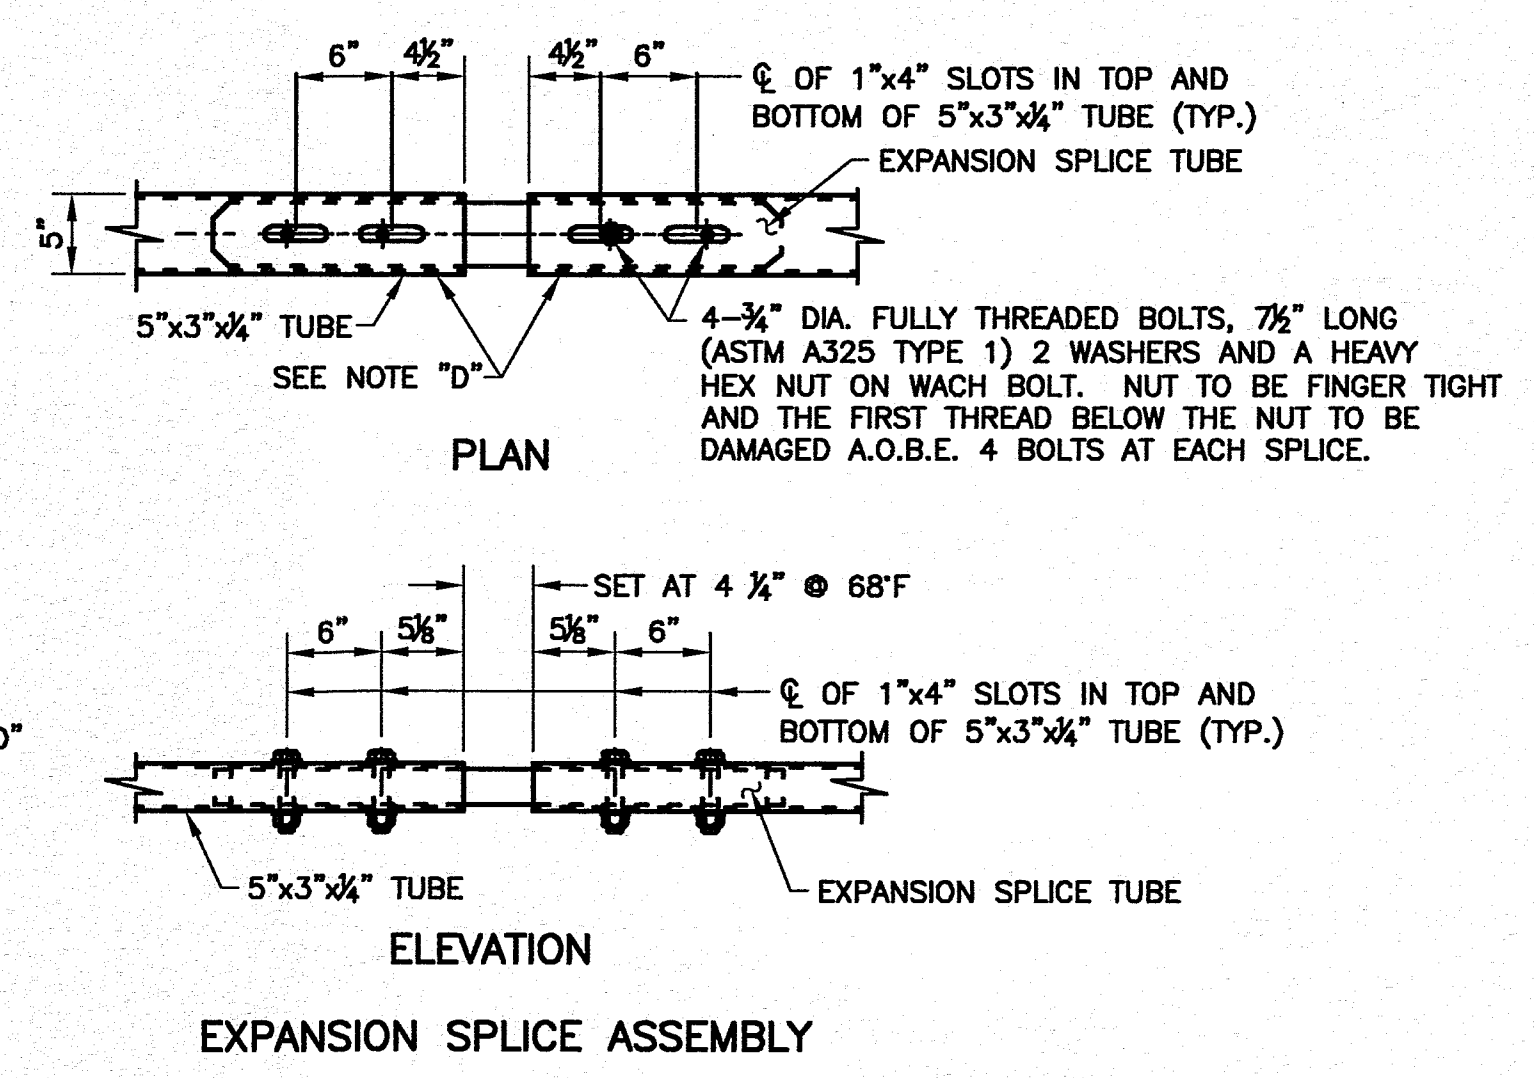 6" 4½" 4½" 6"
℄ OF 1"x4" SLOTS IN TOP AND
BOTTOM OF 5"x3"x¼" TUBE (TYP.)
EXPANSION SPLICE TUBE
5"
5"x3"x¼" TUBE
SEE NOTE "D"
4-¾" DIA. FULLY THREADED BOLTS, 7½" LONG
(ASTM A325 TYPE 1) 2 WASHERS AND A HEAVY
HEX NUT ON WACH BOLT. NUT TO BE FINGER TIGHT
AND THE FIRST THREAD BELOW THE NUT TO BE
DAMAGED A.O.B.E. 4 BOLTS AT EACH SPLICE.
PLAN
SET AT 4 ¼" @ 68°F
6" 5⅛" 5⅛" 6"
℄ OF 1"x4" SLOTS IN TOP AND
BOTTOM OF 5"x3"x¼" TUBE (TYP.)
D"
5"x3"x¼" TUBE
EXPANSION SPLICE TUBE
ELEVATION
EXPANSION SPLICE ASSEMBLY